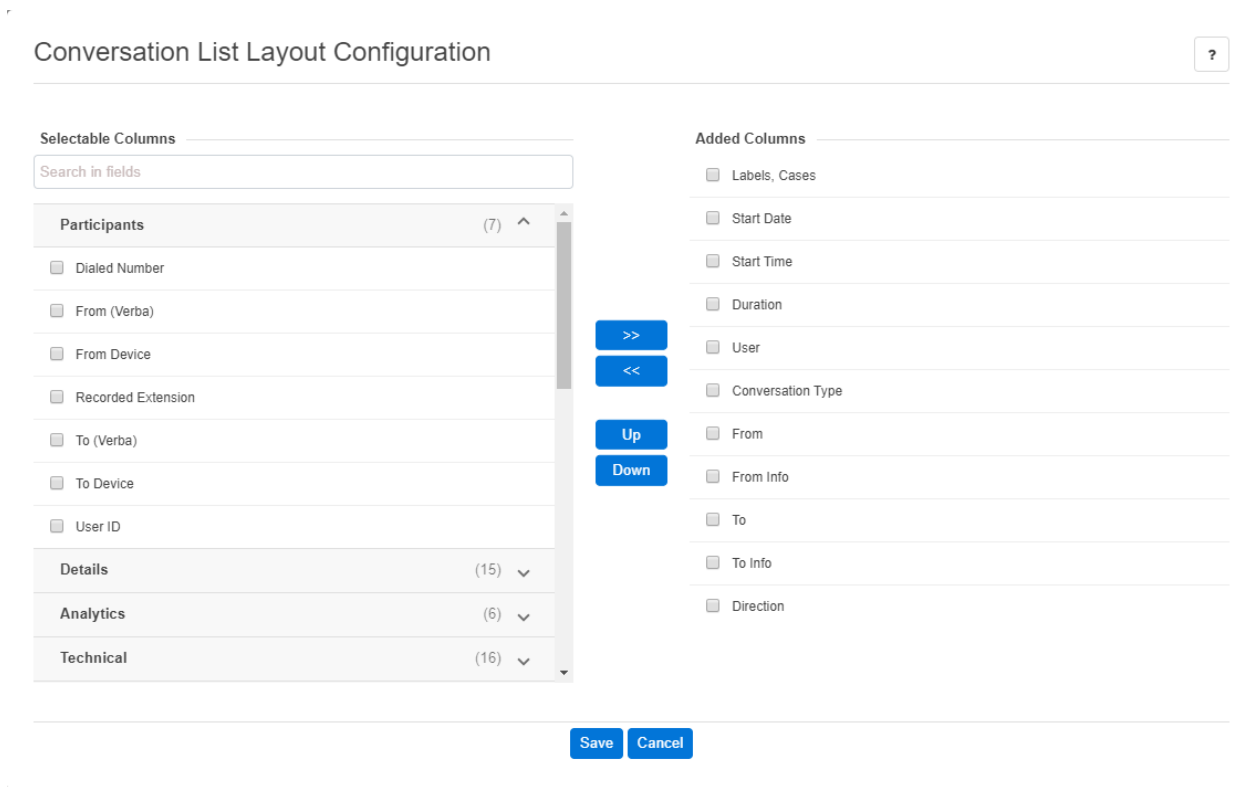 Conversation List Layout Configuration
?
Selectable Columns
Search in fields
Participants (7)
Dialed Number
From (Verba)
From Device
Recorded Extension
To (Verba)
To Device
User ID
Details (15)
Analytics (6)
Technical (16)
>>
<<
Up
Down
Added Columns
Labels, Cases
Start Date
Start Time
Duration
User
Conversation Type
From
From Info
To
To Info
Direction
Save Cancel